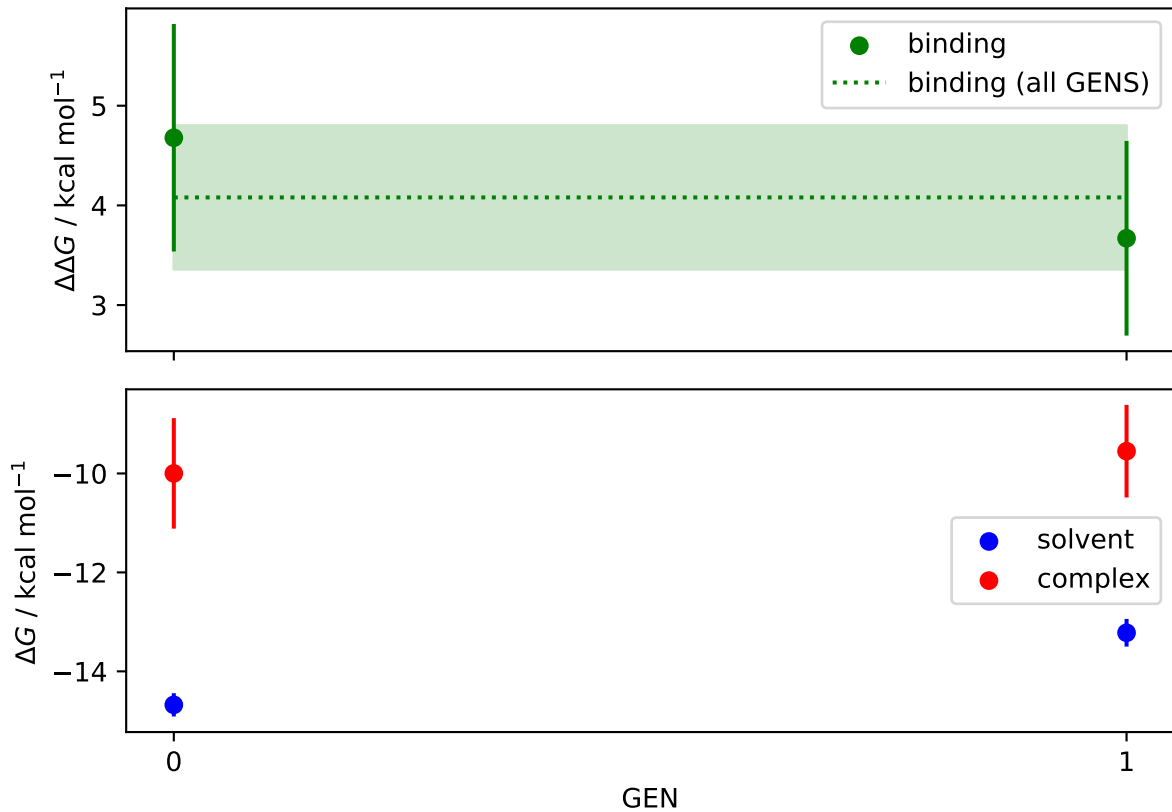 binding
binding (all GENS)
ΔΔG / kcal mol⁻¹
5
4
3
ΔG / kcal mol⁻¹
−10
−12
−14
solvent
complex
0
1
GEN